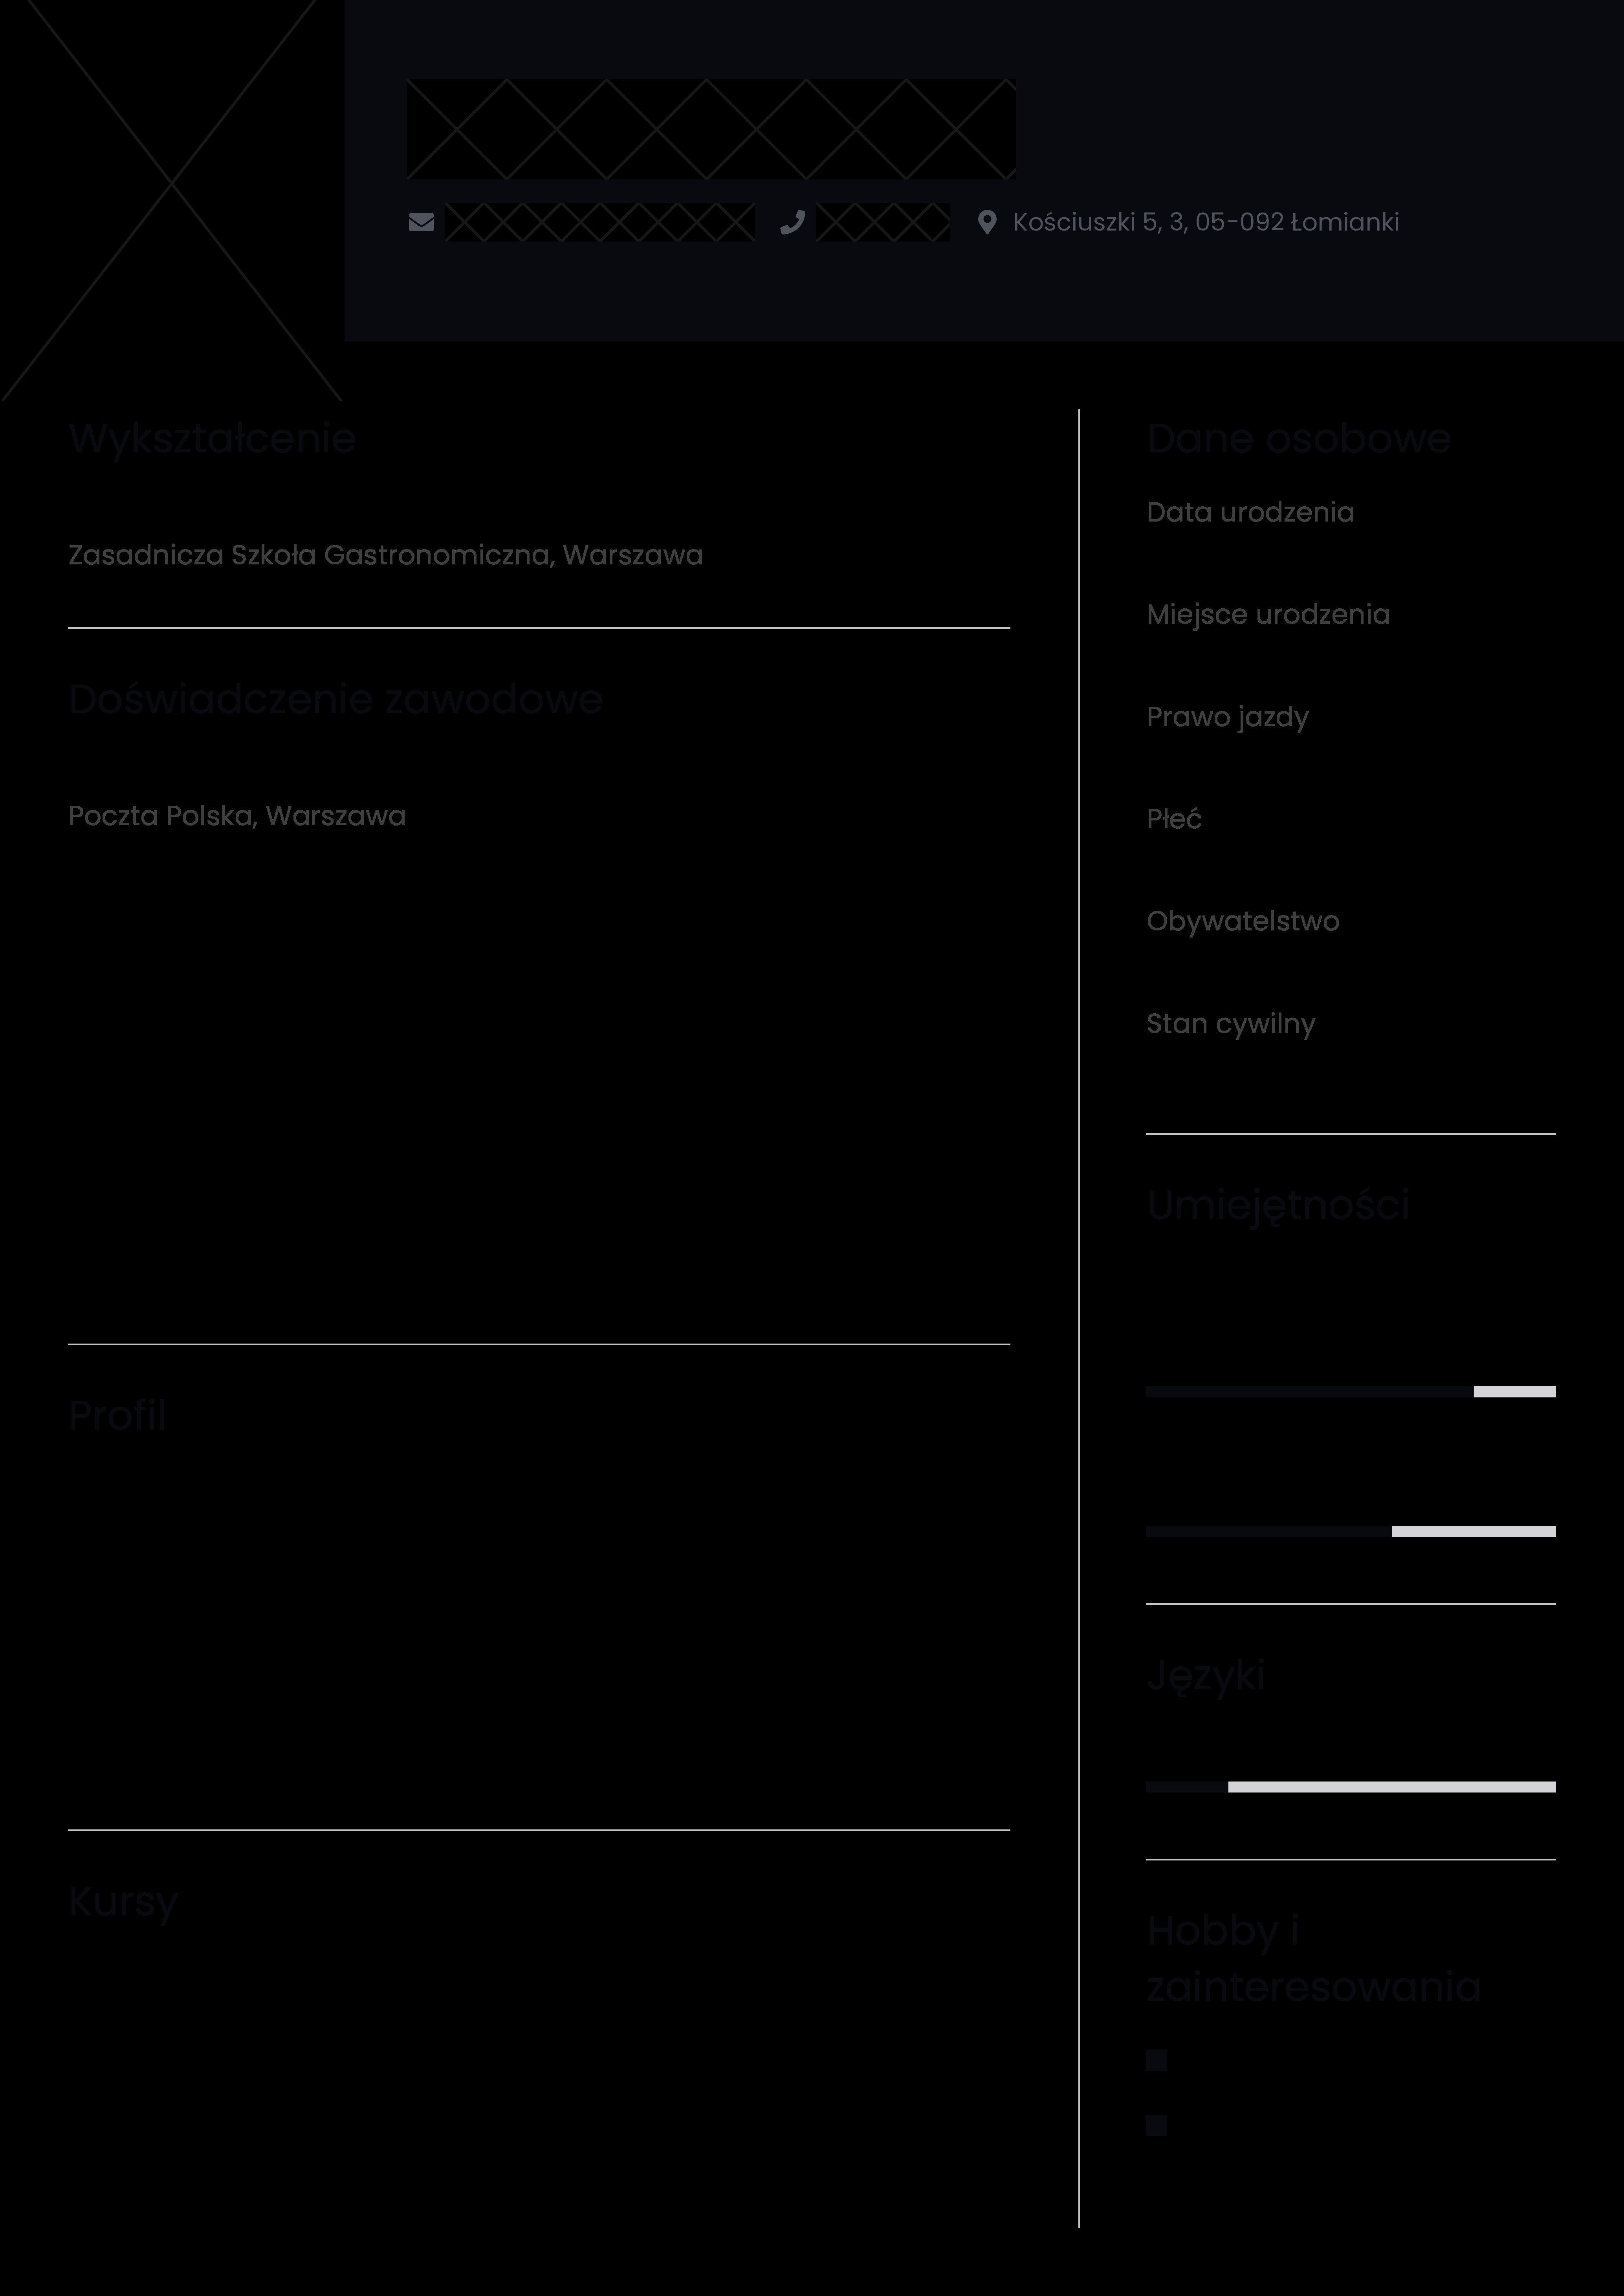 Kościuszki 5, 3, 05-092 Łomianki
Wykształcenie
Zasadnicza Szkoła Gastronomiczna, Warszawa
Doświadczenie zawodowe
Poczta Polska, Warszawa
Profil
Kursy
Dane osobowe
Data urodzenia
Miejsce urodzenia
Prawo jazdy
Płeć
Obywatelstwo
Stan cywilny
Umiejętności
Języki
Hobby i
zainteresowania